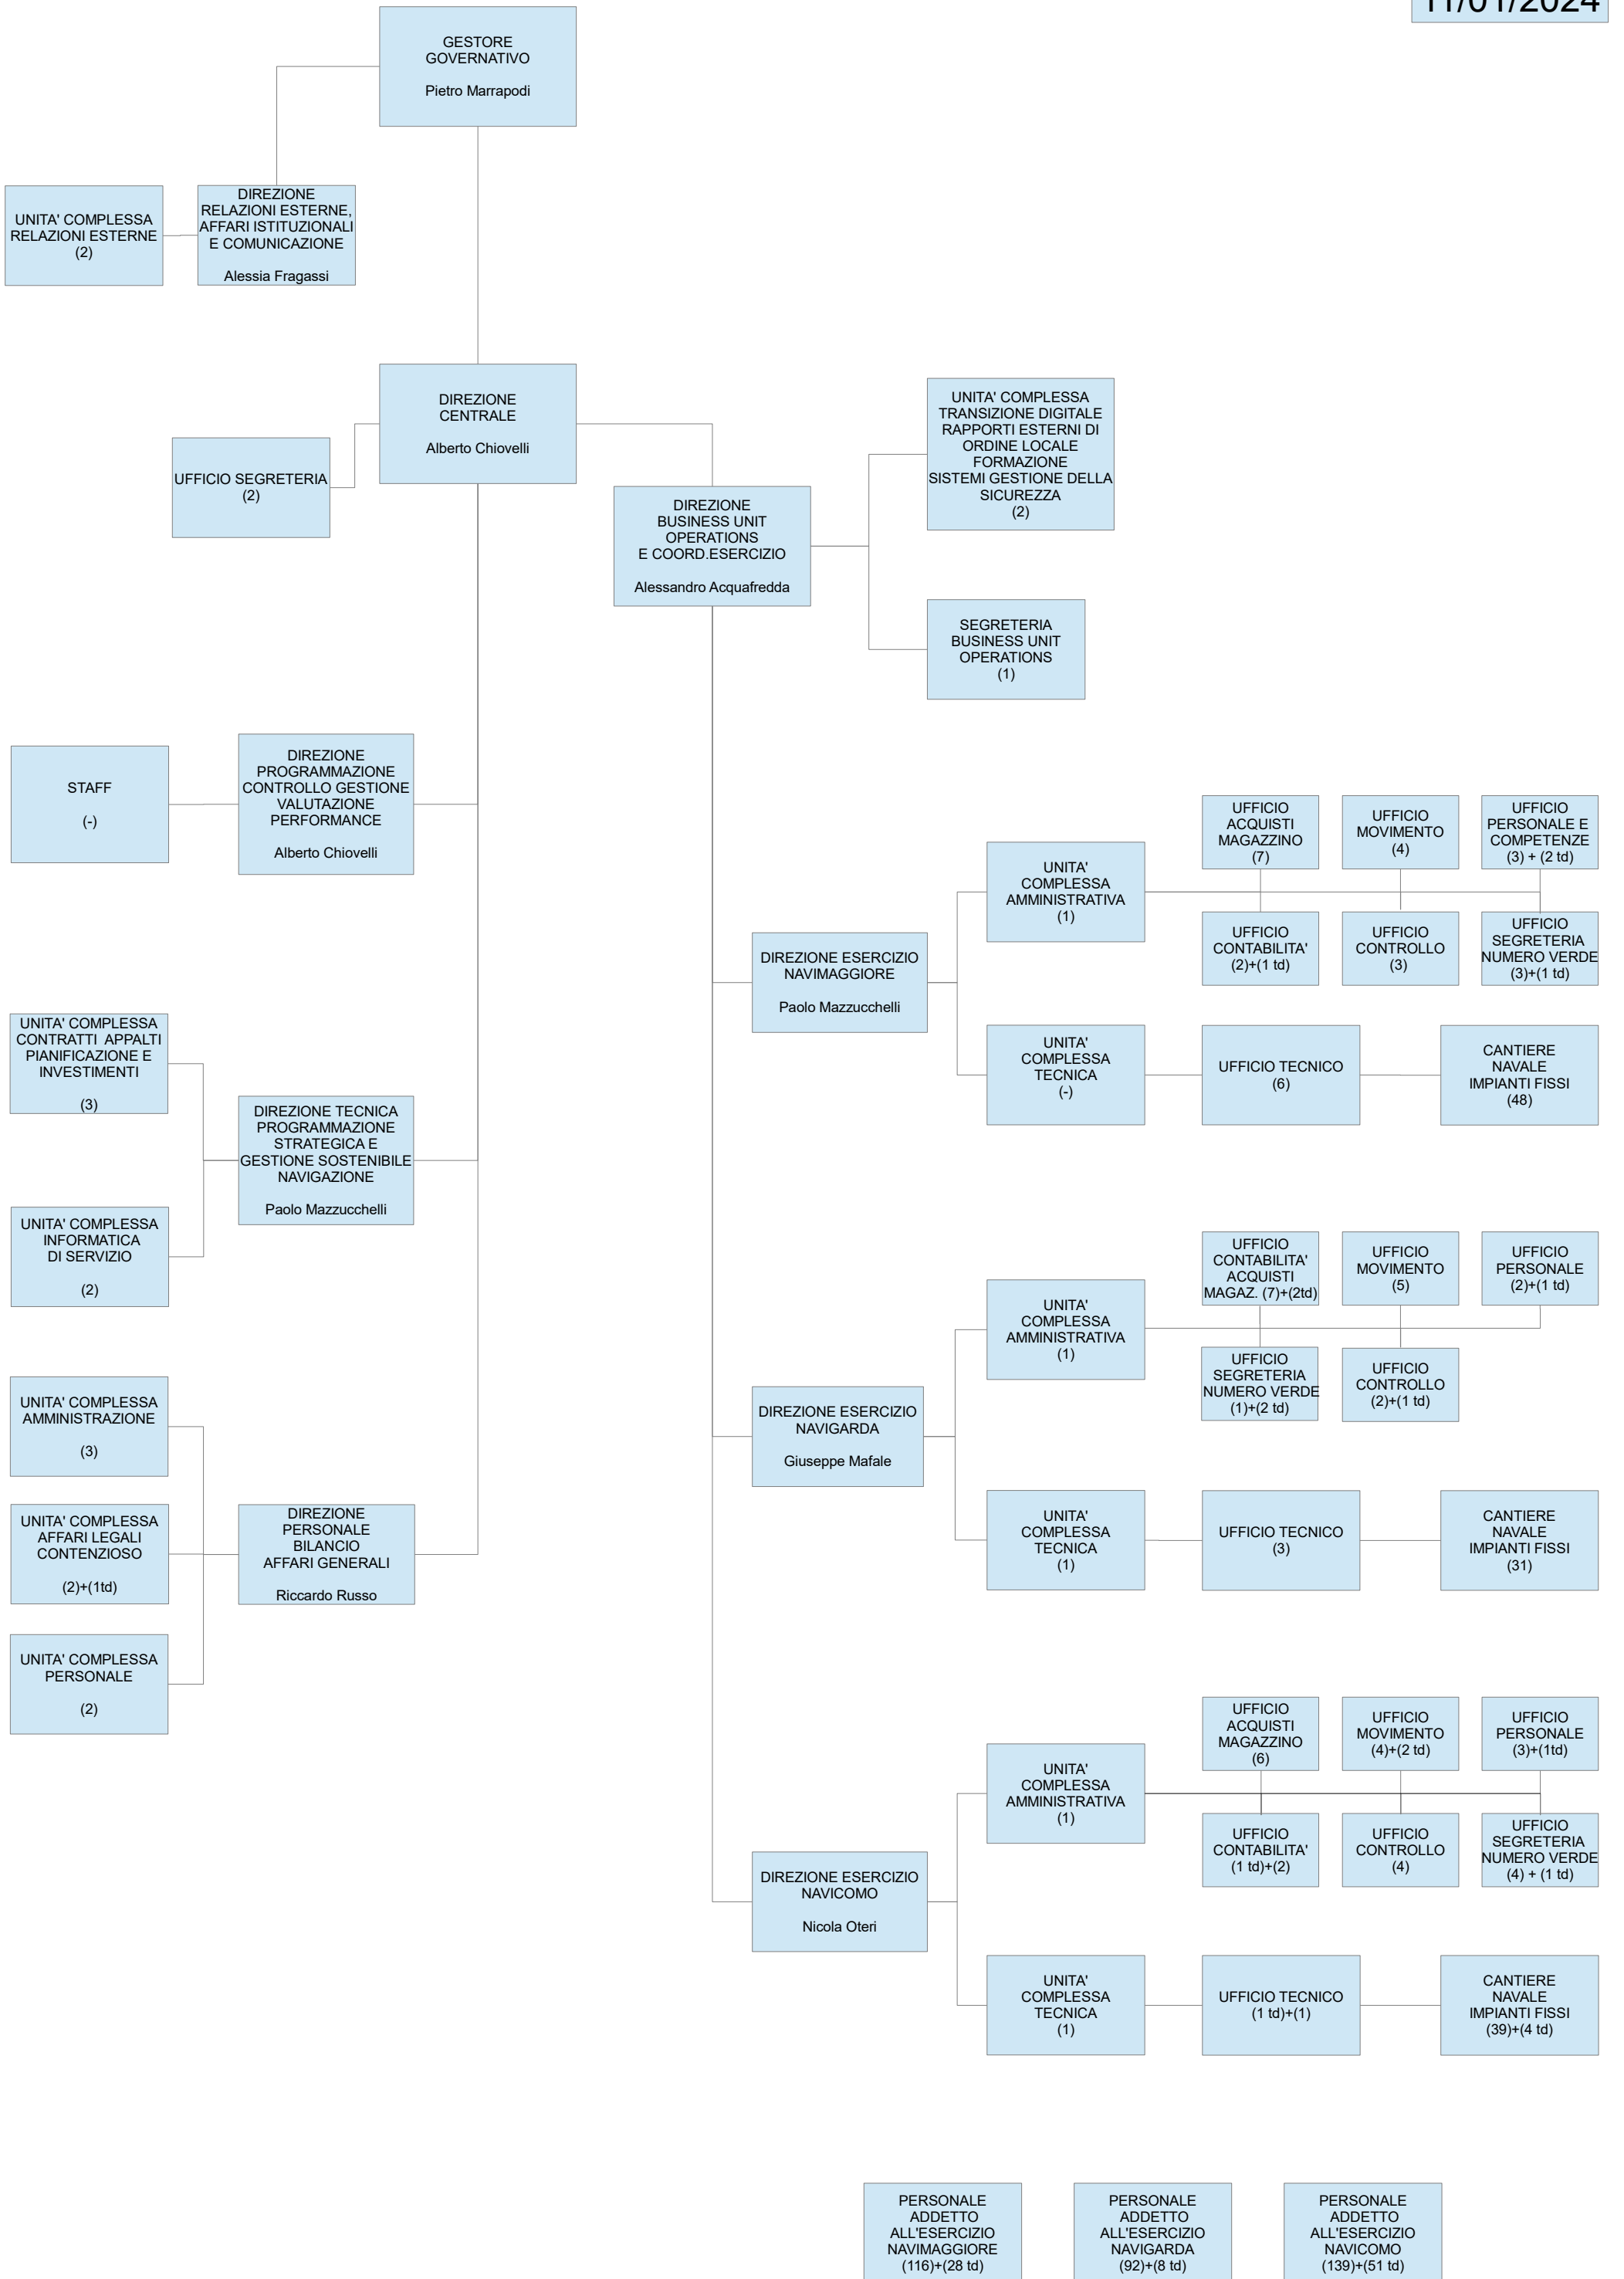 11/01/2024
GESTORE
GOVERNATIVO
Pietro Marrapodi
UNITA' COMPLESSA
RELAZIONI ESTERNE
(2)
DIREZIONE
RELAZIONI ESTERNE,
AFFARI ISTITUZIONALI
E COMUNICAZIONE
Alessia Fragassi
DIREZIONE
CENTRALE
Alberto Chiovelli
UFFICIO SEGRETERIA
(2)
DIREZIONE
BUSINESS UNIT
OPERATIONS
E COORD.ESERCIZIO
Alessandro Acquafredda
UNITA' COMPLESSA
TRANSIZIONE DIGITALE
RAPPORTI ESTERNI DI
ORDINE LOCALE
FORMAZIONE
SISTEMI GESTIONE DELLA
SICUREZZA
(2)
SEGRETERIA
BUSINESS UNIT
OPERATIONS
(1)
STAFF
(-)
DIREZIONE
PROGRAMMAZIONE
CONTROLLO GESTIONE
VALUTAZIONE
PERFORMANCE
Alberto Chiovelli
UNITA' COMPLESSA
CONTRATTI APPALTI
PIANIFICAZIONE E
INVESTIMENTI
(3)
DIREZIONE TECNICA
PROGRAMMAZIONE
STRATEGICA E
GESTIONE SOSTENIBILE
NAVIGAZIONE
Paolo Mazzucchelli
UNITA' COMPLESSA
INFORMATICA
DI SERVIZIO
(2)
UNITA' COMPLESSA
AMMINISTRAZIONE
(3)
UNITA' COMPLESSA
AFFARI LEGALI
CONTENZIOSO
(2)+(1td)
DIREZIONE
PERSONALE
BILANCIO
AFFARI GENERALI
Riccardo Russo
UNITA' COMPLESSA
PERSONALE
(2)
DIREZIONE ESERCIZIO
NAVIMAGGIORE
Paolo Mazzucchelli
UNITA'
COMPLESSA
AMMINISTRATIVA
(1)
UFFICIO
ACQUISTI
MAGAZZINO
(7)
UFFICIO
MOVIMENTO
(4)
UFFICIO
PERSONALE E
COMPETENZE
(3) + (2 td)
UFFICIO
CONTABILITA'
(2)+(1 td)
UFFICIO
CONTROLLO
(3)
UFFICIO
SEGRETERIA
NUMERO VERDE
(3)+(1 td)
UNITA'
COMPLESSA
TECNICA
(-)
UFFICIO TECNICO
(6)
CANTIERE
NAVALE
IMPIANTI FISSI
(48)
DIREZIONE ESERCIZIO
NAVIGARDA
Giuseppe Mafale
UNITA'
COMPLESSA
AMMINISTRATIVA
(1)
UFFICIO
CONTABILITA'
ACQUISTI
MAGAZ. (7)+(2td)
UFFICIO
MOVIMENTO
(5)
UFFICIO
PERSONALE
(2)+(1 td)
UFFICIO
SEGRETERIA
NUMERO VERDE
(1)+(2 td)
UFFICIO
CONTROLLO
(2)+(1 td)
UNITA'
COMPLESSA
TECNICA
(1)
UFFICIO TECNICO
(3)
CANTIERE
NAVALE
IMPIANTI FISSI
(31)
DIREZIONE ESERCIZIO
NAVICOMO
Nicola Oteri
UNITA'
COMPLESSA
AMMINISTRATIVA
(1)
UFFICIO
ACQUISTI
MAGAZZINO
(6)
UFFICIO
MOVIMENTO
(4)+(2 td)
UFFICIO
PERSONALE
(3)+(1td)
UFFICIO
CONTABILITA'
(1 td)+(2)
UFFICIO
CONTROLLO
(4)
UFFICIO
SEGRETERIA
NUMERO VERDE
(4) + (1 td)
UNITA'
COMPLESSA
TECNICA
(1)
UFFICIO TECNICO
(1 td)+(1)
CANTIERE
NAVALE
IMPIANTI FISSI
(39)+(4 td)
PERSONALE
ADDETTO
ALL'ESERCIZIO
NAVIMAGGIORE
(116)+(28 td)
PERSONALE
ADDETTO
ALL'ESERCIZIO
NAVIGARDA
(92)+(8 td)
PERSONALE
ADDETTO
ALL'ESERCIZIO
NAVICOMO
(139)+(51 td)